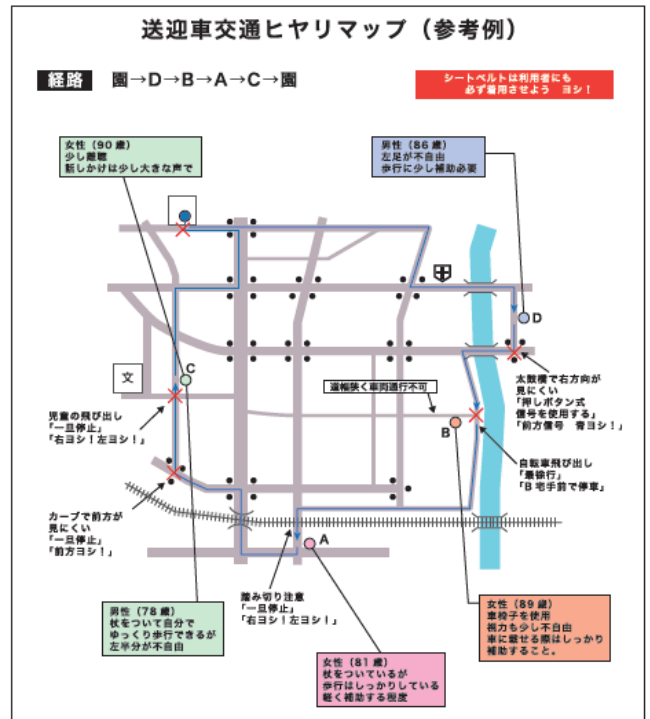 送迎車交通ヒヤリマップ（参考例）
経路 園→D→B→A→C→園
シートベルトは利用者にも
必ず着用させよう ヨシ！
女性（90歳）
少し難聴
話しかけは少し大きな声で
男性（86歳）
左足が不自由
歩行に少し補助必要
D
文
C
道幅狭く車両通行不可
B
太鼓橋で右方向が
見にくい
「押しボタン式
信号を使用する」
「前方信号 青ヨシ！」
児童の飛び出し
「一旦停止」
「右ヨシ！左ヨシ！」
自転車飛び出し
「最徐行」
「B宅手前で停車」
カーブで前方が
見にくい
「一旦停止」
「前方ヨシ！」
A
踏み切り注意
「一旦停止」
「右ヨシ！左ヨシ！」
男性（78歳）
杖をついて自分で
ゆっくり歩行できるが
左半分が不自由
女性（89歳）
車椅子を使用
視力も少し不自由
車に載せる際はしっかり
補助すること。
女性（81歳）
杖をついているが
歩行はしっかりしている
軽く補助する程度